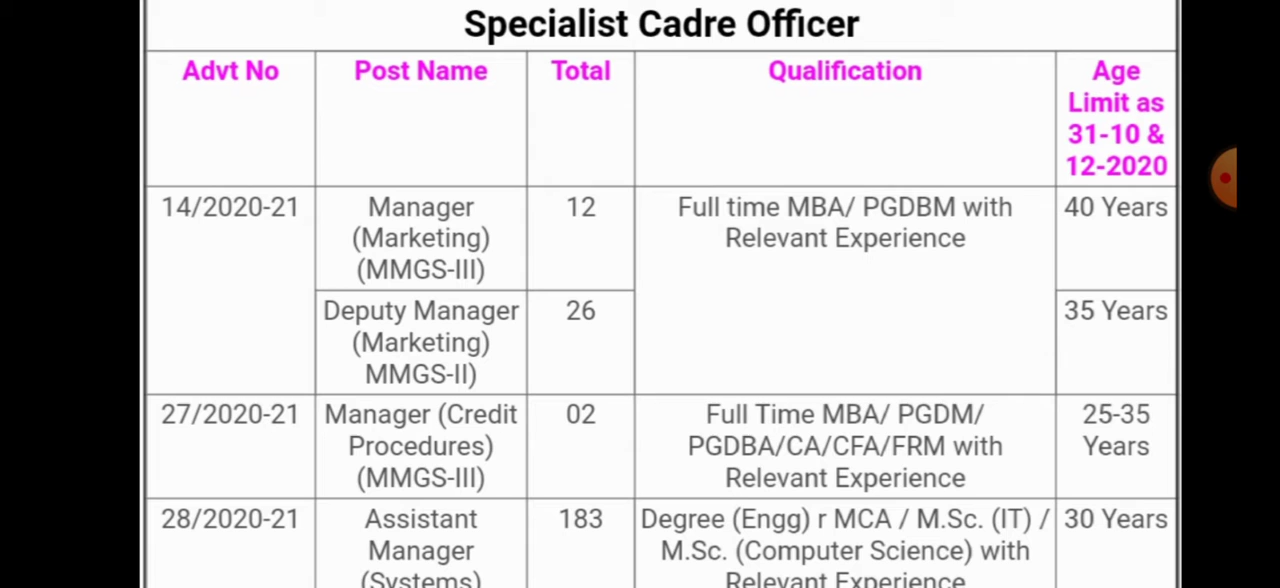 Specialist Cadre Officer
Advt No
Post Name
Total
Qualification
Age
Limit as
31-10 &
12-2020
14/2020-21
Manager
(Marketing)
(MMGS-III)
12
Full time MBA/ PGDBM with
Relevant Experience
40 Years
Deputy Manager
(Marketing)
MMGS-II)
26
35 Years
27/2020-21
Manager (Credit
Procedures)
(MMGS-III)
02
Full Time MBA/ PGDM/
PGDBA/CA/CFA/FRM with
Relevant Experience
25-35
Years
28/2020-21
Assistant
Manager
(Systems)
183
Degree (Engg) r MCA / M.Sc. (IT) /
M.Sc. (Computer Science) with
Relevant Experience
30 Years